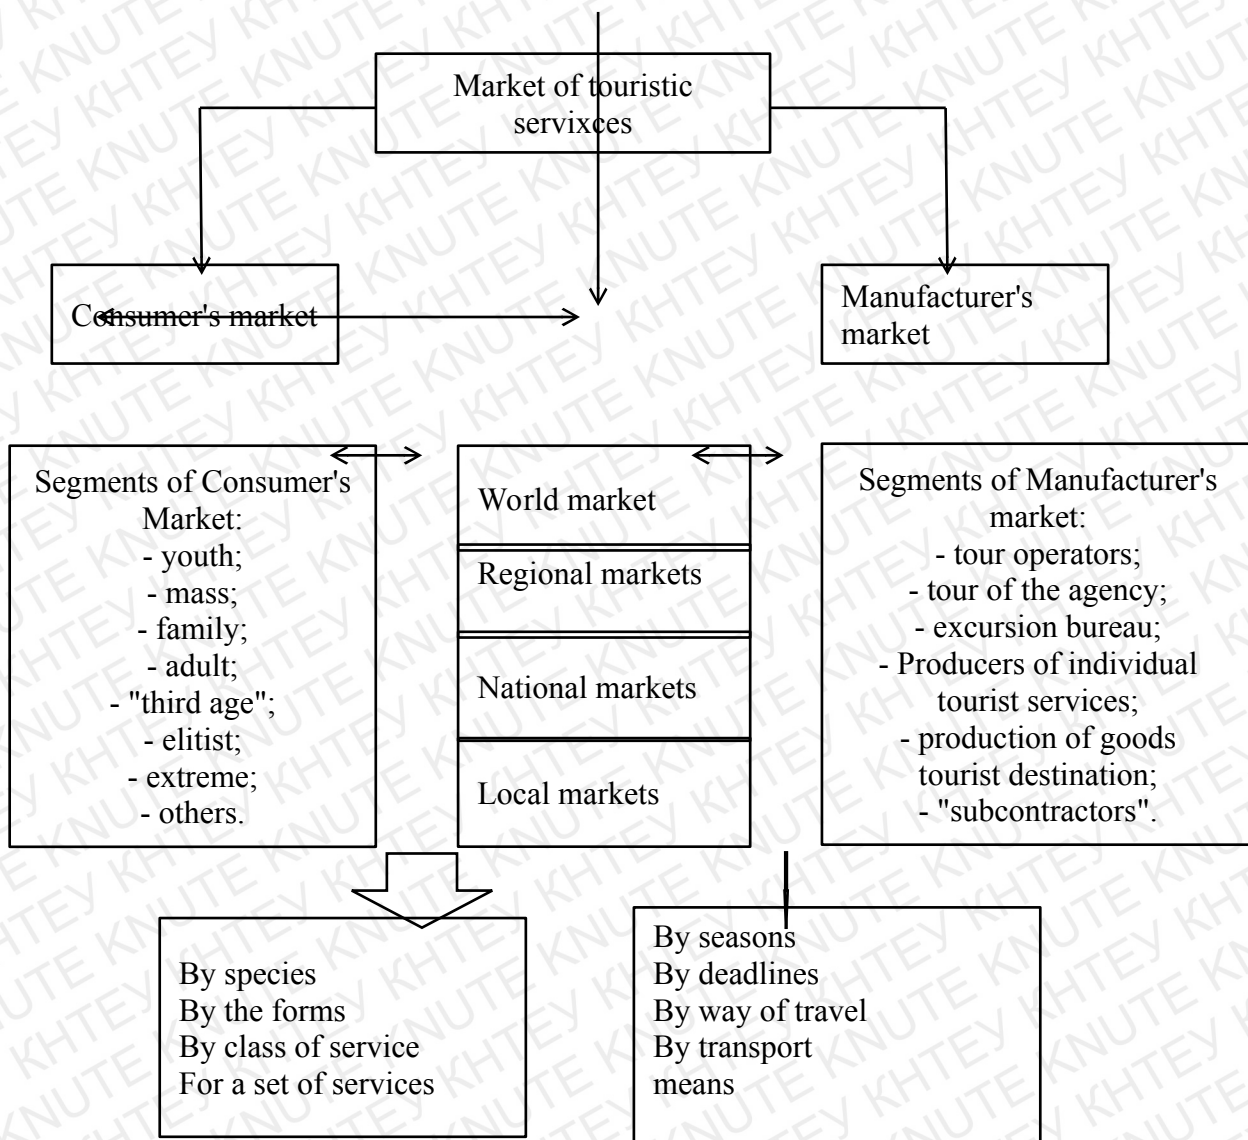 Market of touristic
servixces
Consumer's market
Manufacturer's
market
Segments of Consumer's
Market:
- youth;
- mass;
- family;
- adult;
- "third age";
- elitist;
- extreme;
- others.
World market
Regional markets
National markets
Local markets
Segments of Manufacturer's
market:
- tour operators;
- tour of the agency;
- excursion bureau;
- Producers of individual
tourist services;
- production of goods
tourist destination;
- "subcontractors".
By species
By the forms
By class of service
For a set of services
By seasons
By deadlines
By way of travel
By transport
means
KNUTE КНТЕУ